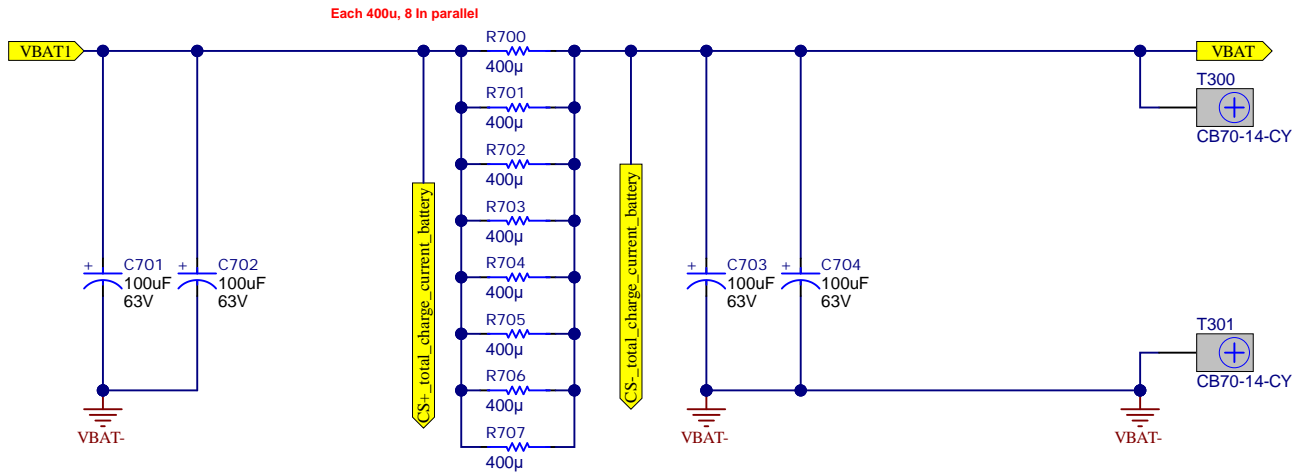 Each 400u, 8 In parallel
VBAT1
VBAT
R700
400µ
R701
400µ
R702
400µ
R703
400µ
R704
400µ
R705
400µ
R706
400µ
R707
400µ
CS+_total_charge_current_battery
CS-_total_charge_current_battery
+
C701
100uF
63V
+
C702
100uF
63V
+
C703
100uF
63V
+
C704
100uF
63V
T300
CB70-14-CY
T301
CB70-14-CY
VBAT-
VBAT-
VBAT-